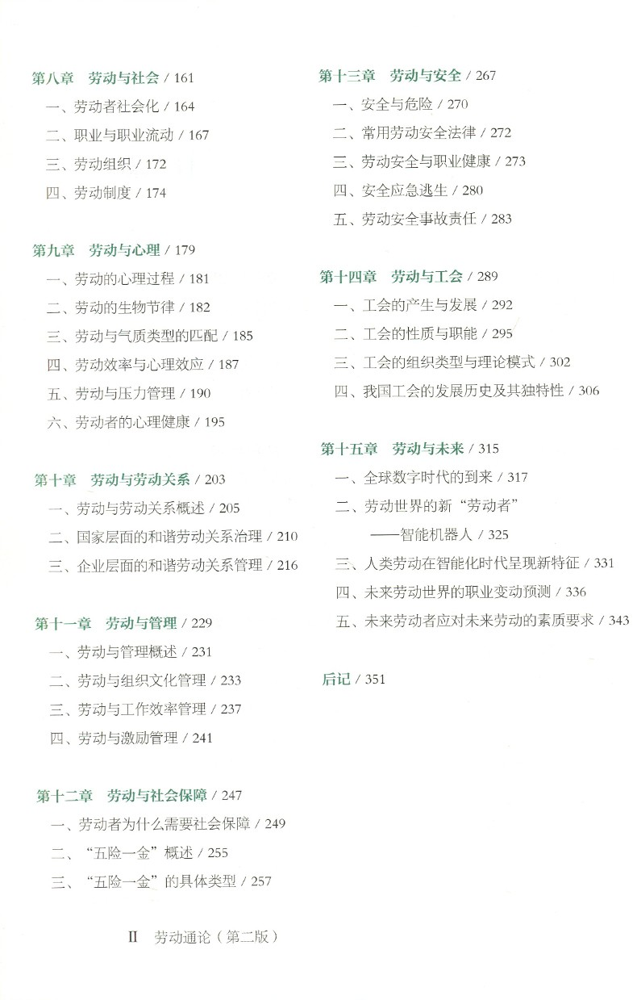 第八章 劳动与社会 / 161
一、劳动者社会化 / 164
二、职业与职业流动 / 167
三、劳动组织 / 172
四、劳动制度 / 174
第九章 劳动与心理 / 179
一、劳动的心理过程 / 181
二、劳动的生物节律 / 182
三、劳动与气质类型的匹配 / 185
四、劳动效率与心理效应 / 187
五、劳动与压力管理 / 190
六、劳动者的心理健康 / 195
第十章 劳动与劳动关系 / 203
一、劳动与劳动关系概述 / 205
二、国家层面的和谐劳动关系治理 / 210
三、企业层面的和谐劳动关系管理 / 216
第十一章 劳动与管理 / 229
一、劳动与管理概述 / 231
二、劳动与组织文化管理 / 233
三、劳动与工作效率管理 / 237
四、劳动与激励管理 / 241
第十二章 劳动与社会保障 / 247
一、劳动者为什么需要社会保障 / 249
二、“五险一金”概述 / 255
三、“五险一金”的具体类型 / 257
第十三章 劳动与安全 / 267
一、安全与危险 / 270
二、常用劳动安全法律 / 272
三、劳动安全与职业健康 / 273
四、安全应急逃生 / 280
五、劳动安全事故责任 / 283
第十四章 劳动与工会 / 289
一、工会的产生与发展 / 292
二、工会的性质与职能 / 295
三、工会的组织类型与理论模式 / 302
四、我国工会的发展历史及其独特性 / 306
第十五章 劳动与未来 / 315
一、全球数字时代的到来 / 317
二、劳动世界的新“劳动者”
——智能机器人 / 325
三、人类劳动在智能化时代呈现新特征 / 331
四、未来劳动世界的职业变动预测 / 336
五、未来劳动者应对未来劳动的素质要求 / 343
后记 / 351
II 劳动通论（第二版）